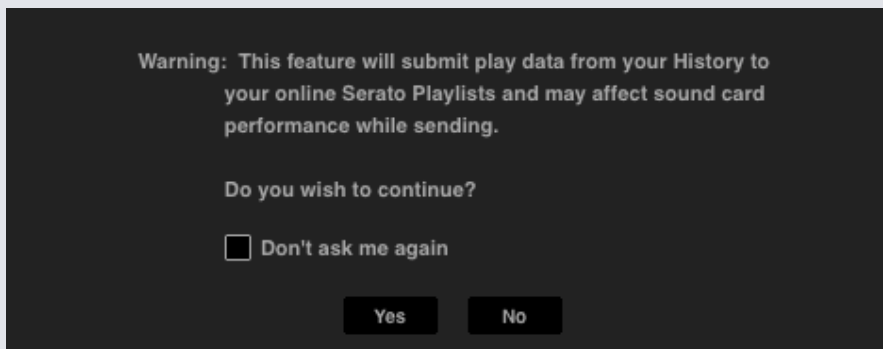 Warning: This feature will submit play data from your History to
your online Serato Playlists and may affect sound card
performance while sending.
Do you wish to continue?
Don't ask me again
Yes No